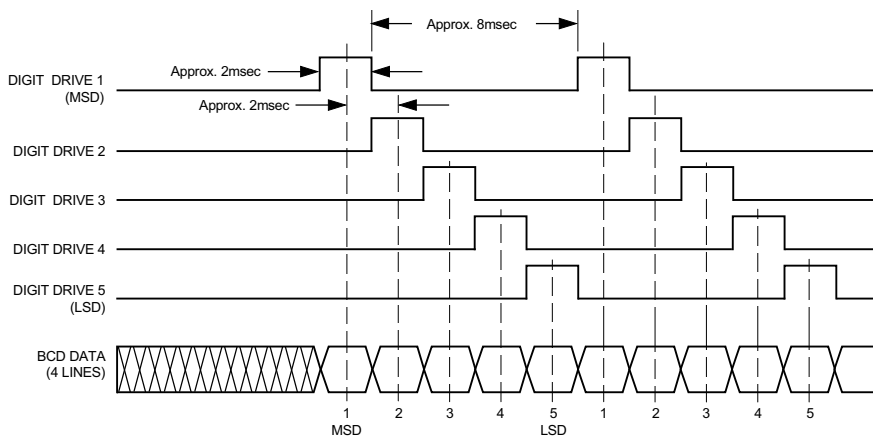 Approx. 8msec
Approx. 2msec
DIGIT DRIVE 1
(MSD)
Approx. 2msec
DIGIT DRIVE 2
DIGIT DRIVE 3
DIGIT DRIVE 4
DIGIT DRIVE 5
(LSD)
BCD DATA
(4 LINES)
1 2 3 4 5 1 2 3 4 5
MSD LSD